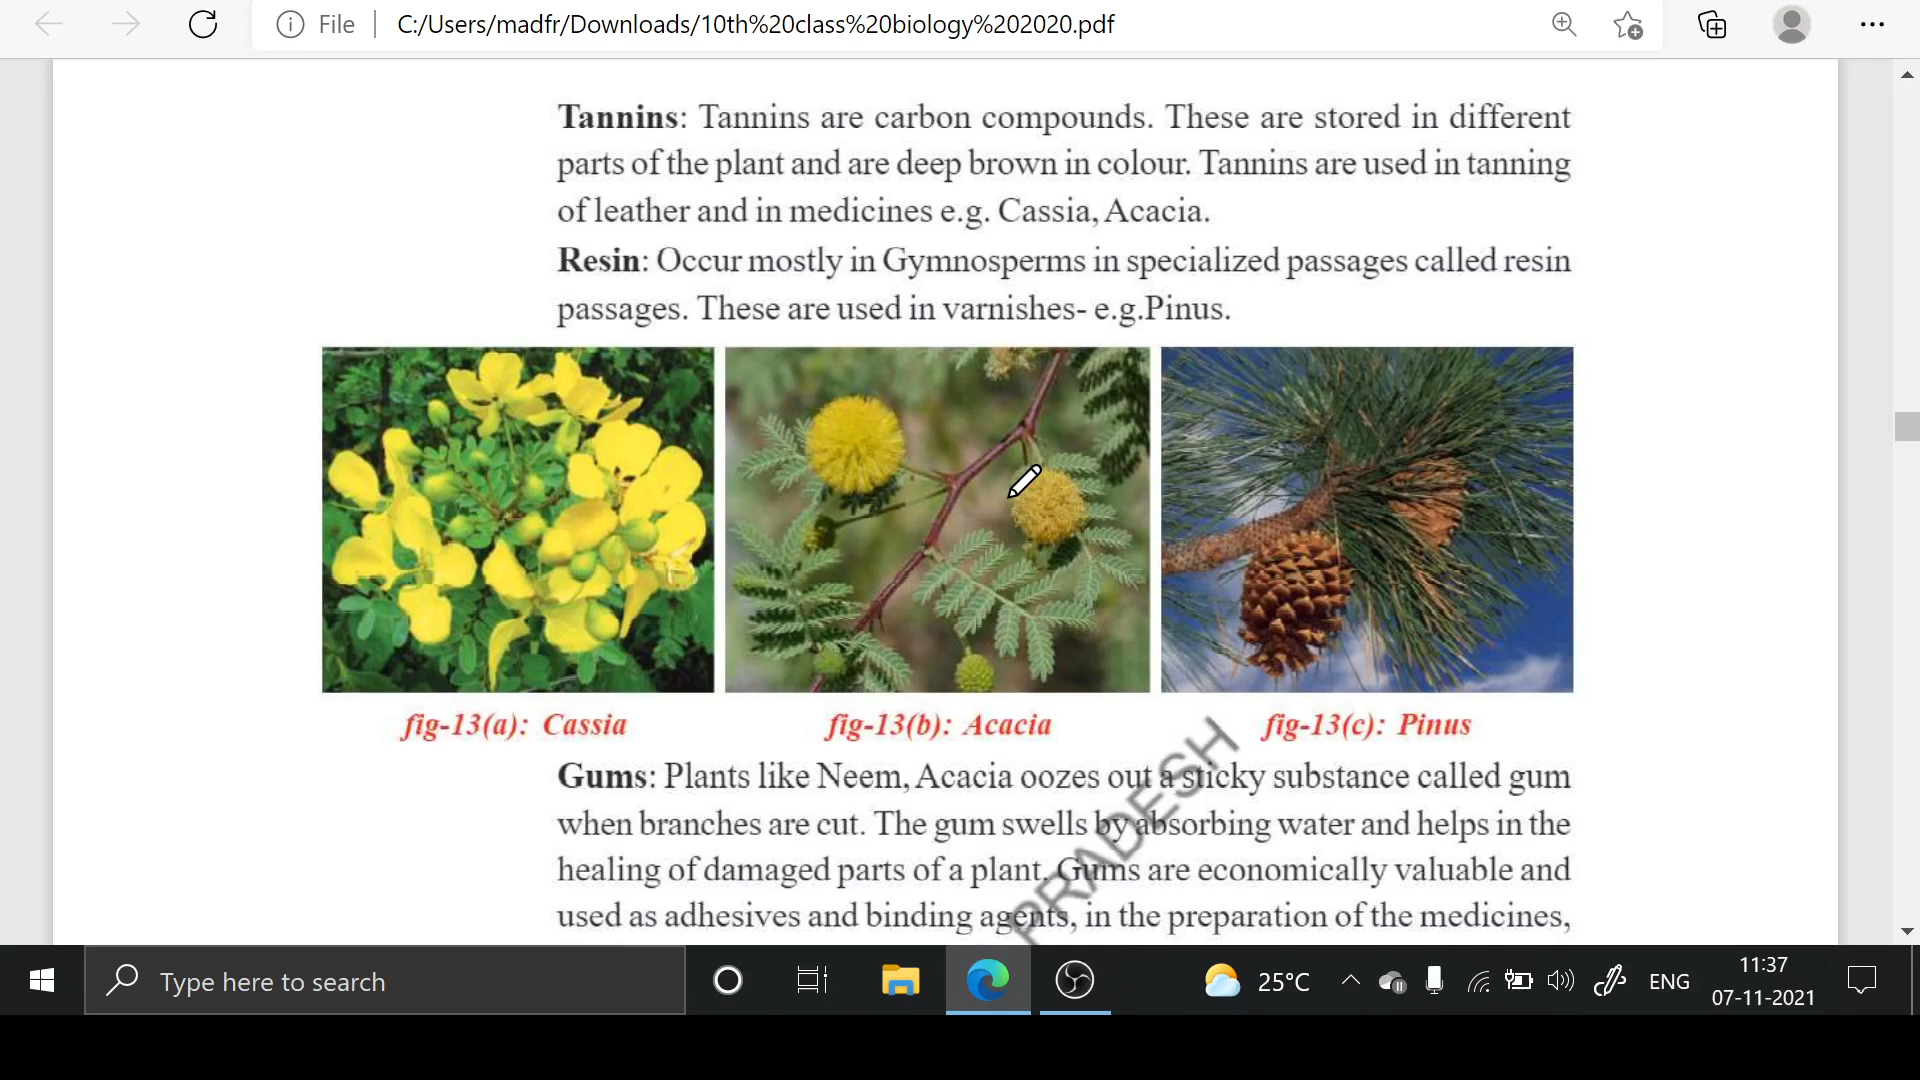 File
C:/Users/madfr/Downloads/10th%20class%20biology%202020.pdf
Tannins: Tannins are carbon compounds. These are stored in different
parts of the plant and are deep brown in colour. Tannins are used in tanning
of leather and in medicines e.g. Cassia, Acacia.
Resin: Occur mostly in Gymnosperms in specialized passages called resin
passages. These are used in varnishes- e.g.Pinus.
fig-13(a): Cassia
fig-13(b): Acacia
fig-13(c): Pinus
Gums: Plants like Neem, Acacia oozes out a sticky substance called gum
when branches are cut. The gum swells by absorbing water and helps in the
healing of damaged parts of a plant. Gums are economically valuable and
used as adhesives and binding agents, in the preparation of the medicines,
PRADESH
Type here to search
25°C
ENG
11:37
07-11-2021